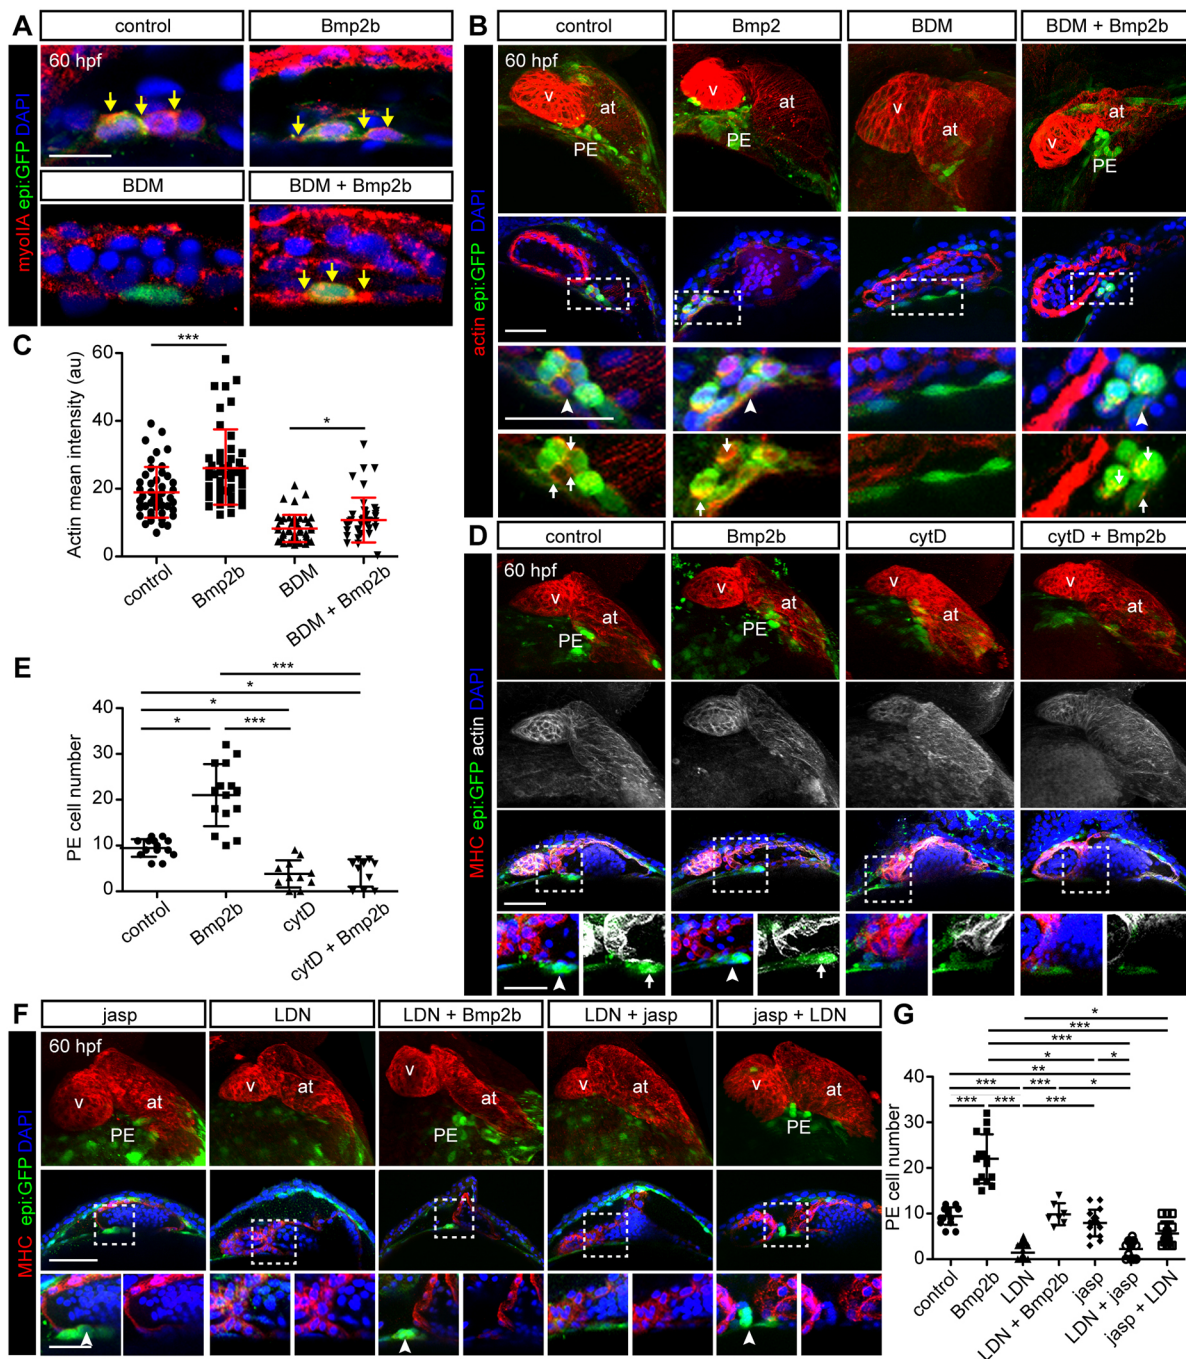 A
control
Bmp2b
myoIIA epi:GFP DAPI
60 hpf
BDM
BDM + Bmp2b
B
control
Bmp2
BDM
BDM + Bmp2b
actin epi:GFP DAPI
60 hpf
v
at
PE
v
at
PE
v
at
v
at
PE
C
Actin mean intensity (au)
60
40
20
0
***
*
control
Bmp2b
BDM
BDM + Bmp2b
D
control
Bmp2b
cytD
cytD + Bmp2b
MHC epi:GFP actin DAPI
60 hpf
v
at
PE
v
at
PE
v
at
v
at
E
PE cell number
40
30
20
10
0
***
*
*
*
***
control
Bmp2b
cytD
cytD + Bmp2b
F
jasp
LDN
LDN + Bmp2b
LDN + jasp
jasp + LDN
MHC epi:GFP DAPI
60 hpf
v
at
PE
v
at
v
at
PE
v
at
v
at
PE
G
PE cell number
40
30
20
10
0
*
***
***
*
*
**
***
***
*
***
***
***
control
Bmp2b
LDN
LDN + Bmp2b
jasp
LDN + jasp
jasp + LDN